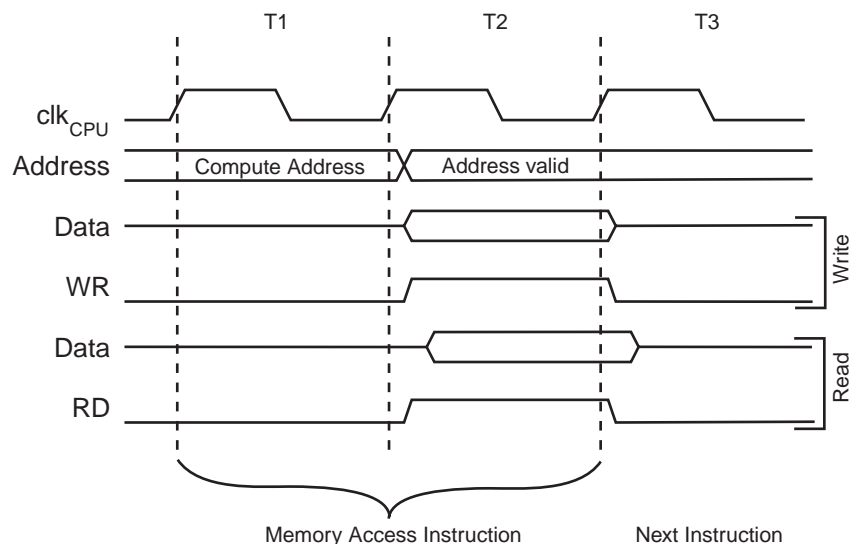 T1 T2 T3
clkCPU
Address Compute Address Address valid
Data
WR
Write
Data
RD
Read
Memory Access Instruction Next Instruction